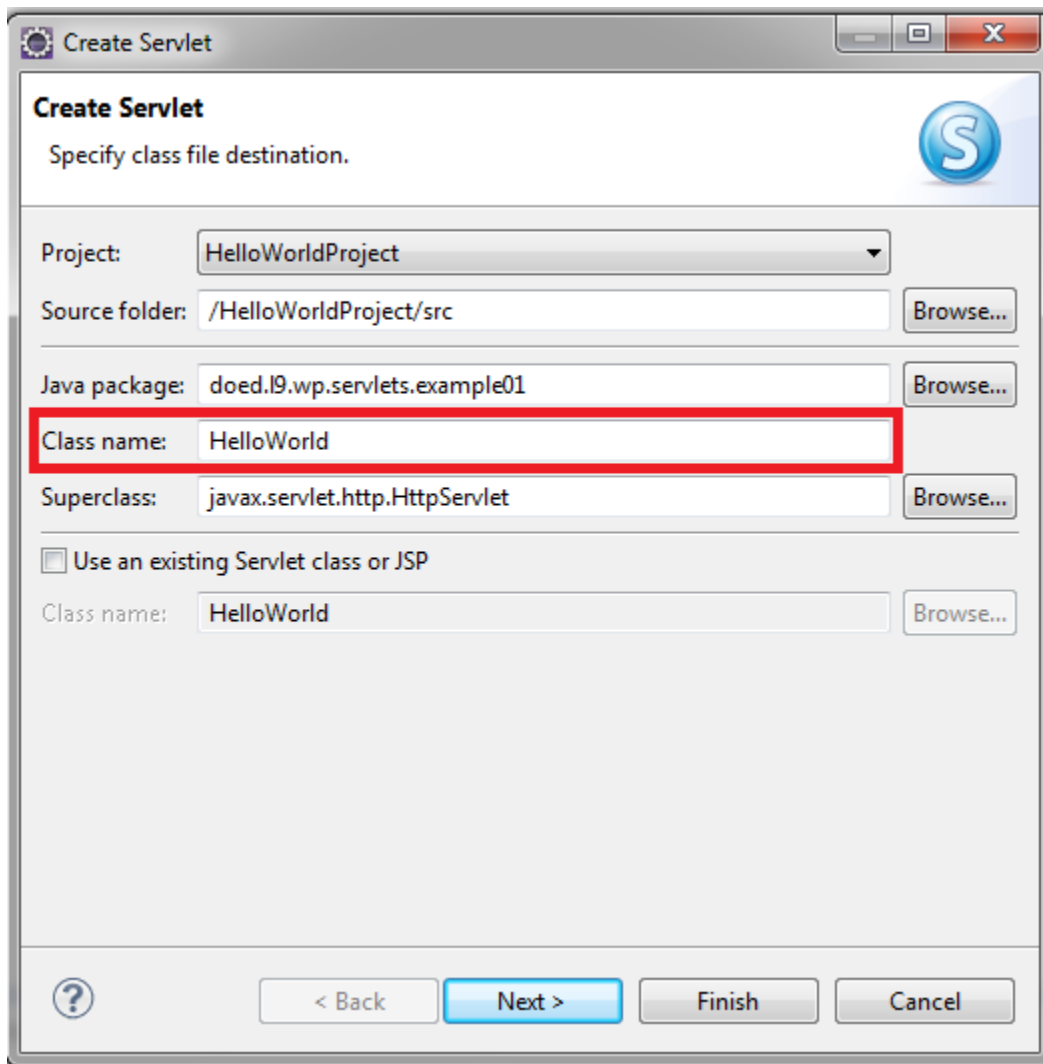 Create Servlet
Create Servlet
Specify class file destination.
Project: HelloWorldProject
Source folder: /HelloWorldProject/src Browse...
Java package: doed.l9.wp.servlets.example01 Browse...
Class name: HelloWorld
Superclass: javax.servlet.http.HttpServlet Browse...
Use an existing Servlet class or JSP
Class name: HelloWorld Browse...
< Back Next > Finish Cancel